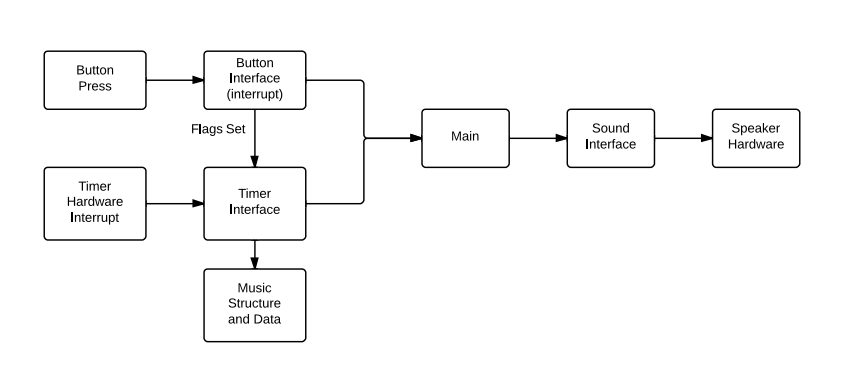 Button
Press
Button
Interface
(interrupt)
Flags Set
Timer
Hardware
Interrupt
Timer
Interface
Music
Structure
and Data
Main
Sound
Interface
Speaker
Hardware